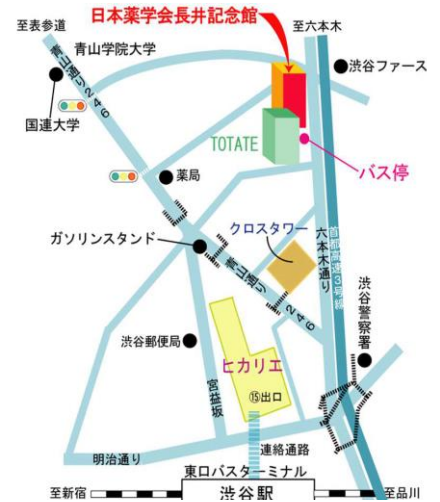 日本薬学会長井記念館
至表参道
至六本木
青山学院大学
青山通り246
渋谷ファース
国連大学
TOTATE
バス停
薬局
クロスタワー
ガソリンスタンド
青山通り246
六本木通り
首都高速3号線
渋谷警察署
渋谷郵便局
ヒカリエ
宮益坂
⑮出口
明治通り
連絡通路
東口バスターミナル
至新宿
渋谷駅
至品川